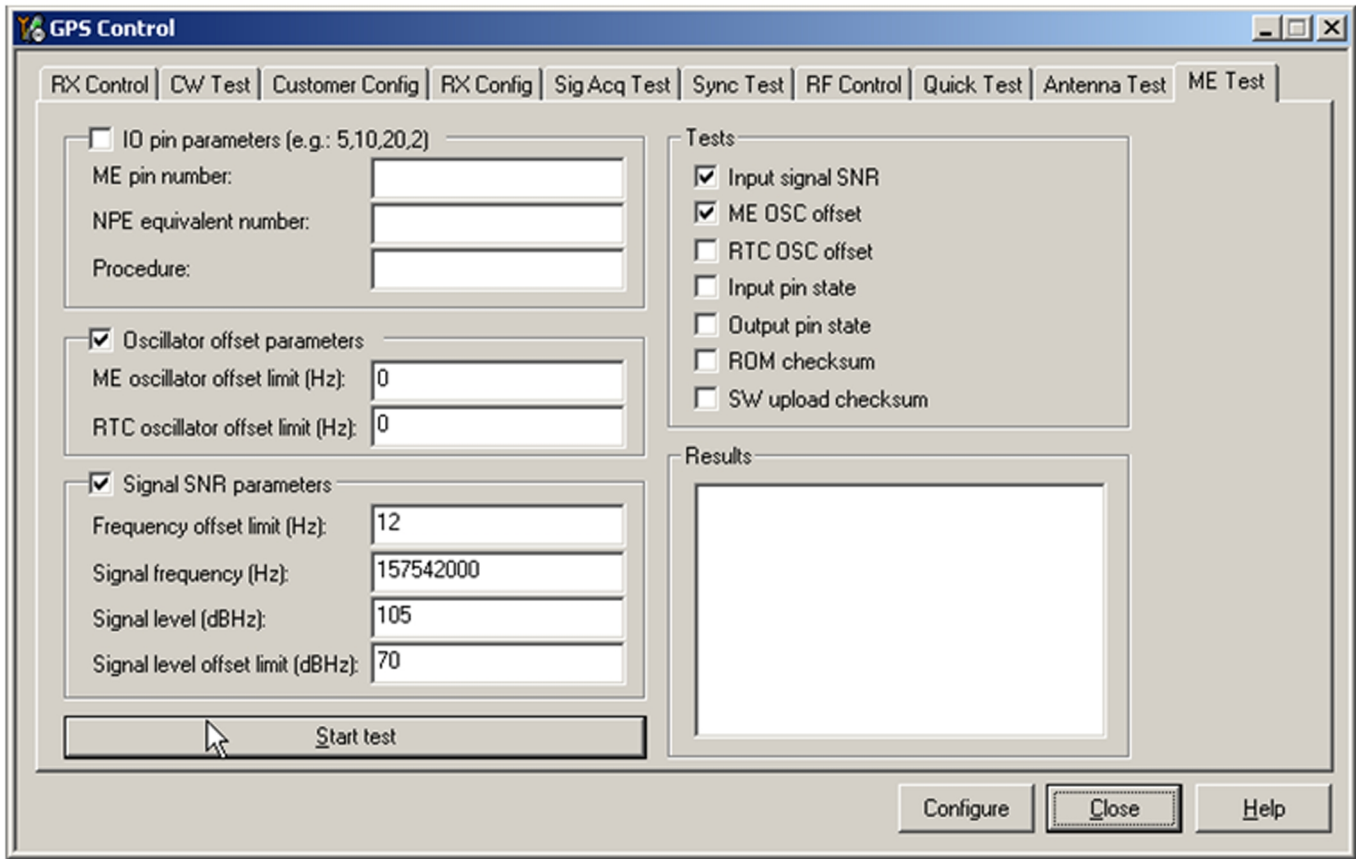 GPS Control
RX Control CW Test Customer Config RX Config Sig Acq Test Sync Test RF Control Quick Test Antenna Test ME Test
IO pin parameters (e.g.: 5,10,20,2)
ME pin number:
NPE equivalent number:
Procedure:
Oscillator offset parameters
ME oscillator offset limit (Hz): 0
RTC oscillator offset limit (Hz): 0
Signal SNR parameters
Frequency offset limit (Hz): 12
Signal frequency (Hz): 157542000
Signal level (dBHz): 105
Signal level offset limit (dBHz): 70
Start test
Tests
Input signal SNR
ME OSC offset
RTC OSC offset
Input pin state
Output pin state
ROM checksum
SW upload checksum
Results
Configure Close Help